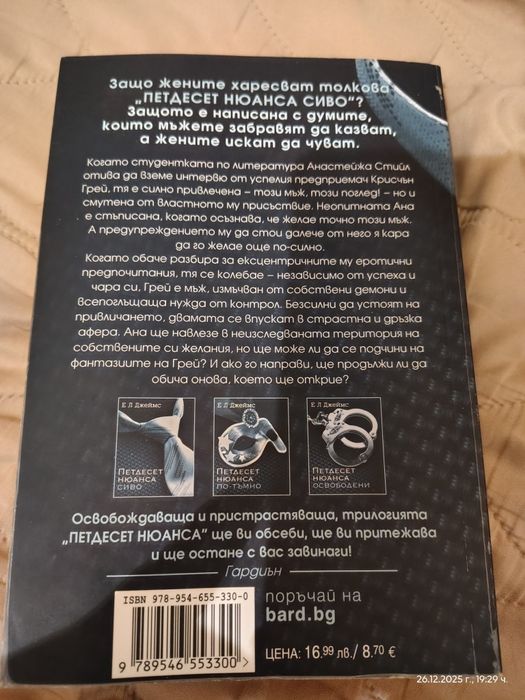 Защо жените харесват толкова
„ПЕТДЕСЕТ НЮАНСА СИВО"?
Защото е написана с думите,
които мъжете забравят да казват,
а жените искат да чуват.
Когато студентката по литература Анастейжа Стийл
отива да вземе интервю от успелия предприемач Крисчън
Грей, тя е силно привлечена – този мъж, този поглед! – но и
смутена от властното му присъствие. Неопитната Ана
е стъписана, когато осъзнава, че желае точно този мъж.
А предупреждението му да стои далече от него я кара
да го желае още по-силно.
Когато обаче разбира за ексцентричните му еротични
предпочитания, тя се колебае – независимо от успеха и
чара си, Грей е мъж, измъчван от собствени демони и
всепоглъщаща нужда от контрол. Безсилни да устоят на
привличането, двамата се впускат в страстна и дръзка
афера. Ана ще навлезе в неизследваната територия на
собствените си желания, но ще може ли да се подчини на
фантазиите на Грей? И ако го направи, ще продължи ли да
обича онова, което ще открие?
Е Л Джеймс
ПЕТДЕСЕТ
НЮАНСА
СИВО
Е Л Джеймс
ПЕТДЕСЕТ
НЮАНСА
ПО-ТЪМНО
Е Л Джеймс
ПЕТДЕСЕТ
НЮАНСА
ОСВОБОДЕНИ
Освобождаваща и пристрастяваща, трилогията
„ПЕТДЕСЕТ НЮАНСА" ще ви обсеби, ще ви притежава
и ще остане с вас завинаги!
Гардиън
ISBN 978-954-655-330-0
9 789546 553300
поръчай на
bard.bg
ЦЕНА: 16.99 лв./ 8.70 €
26.12.2025 г., 19:29 ч.